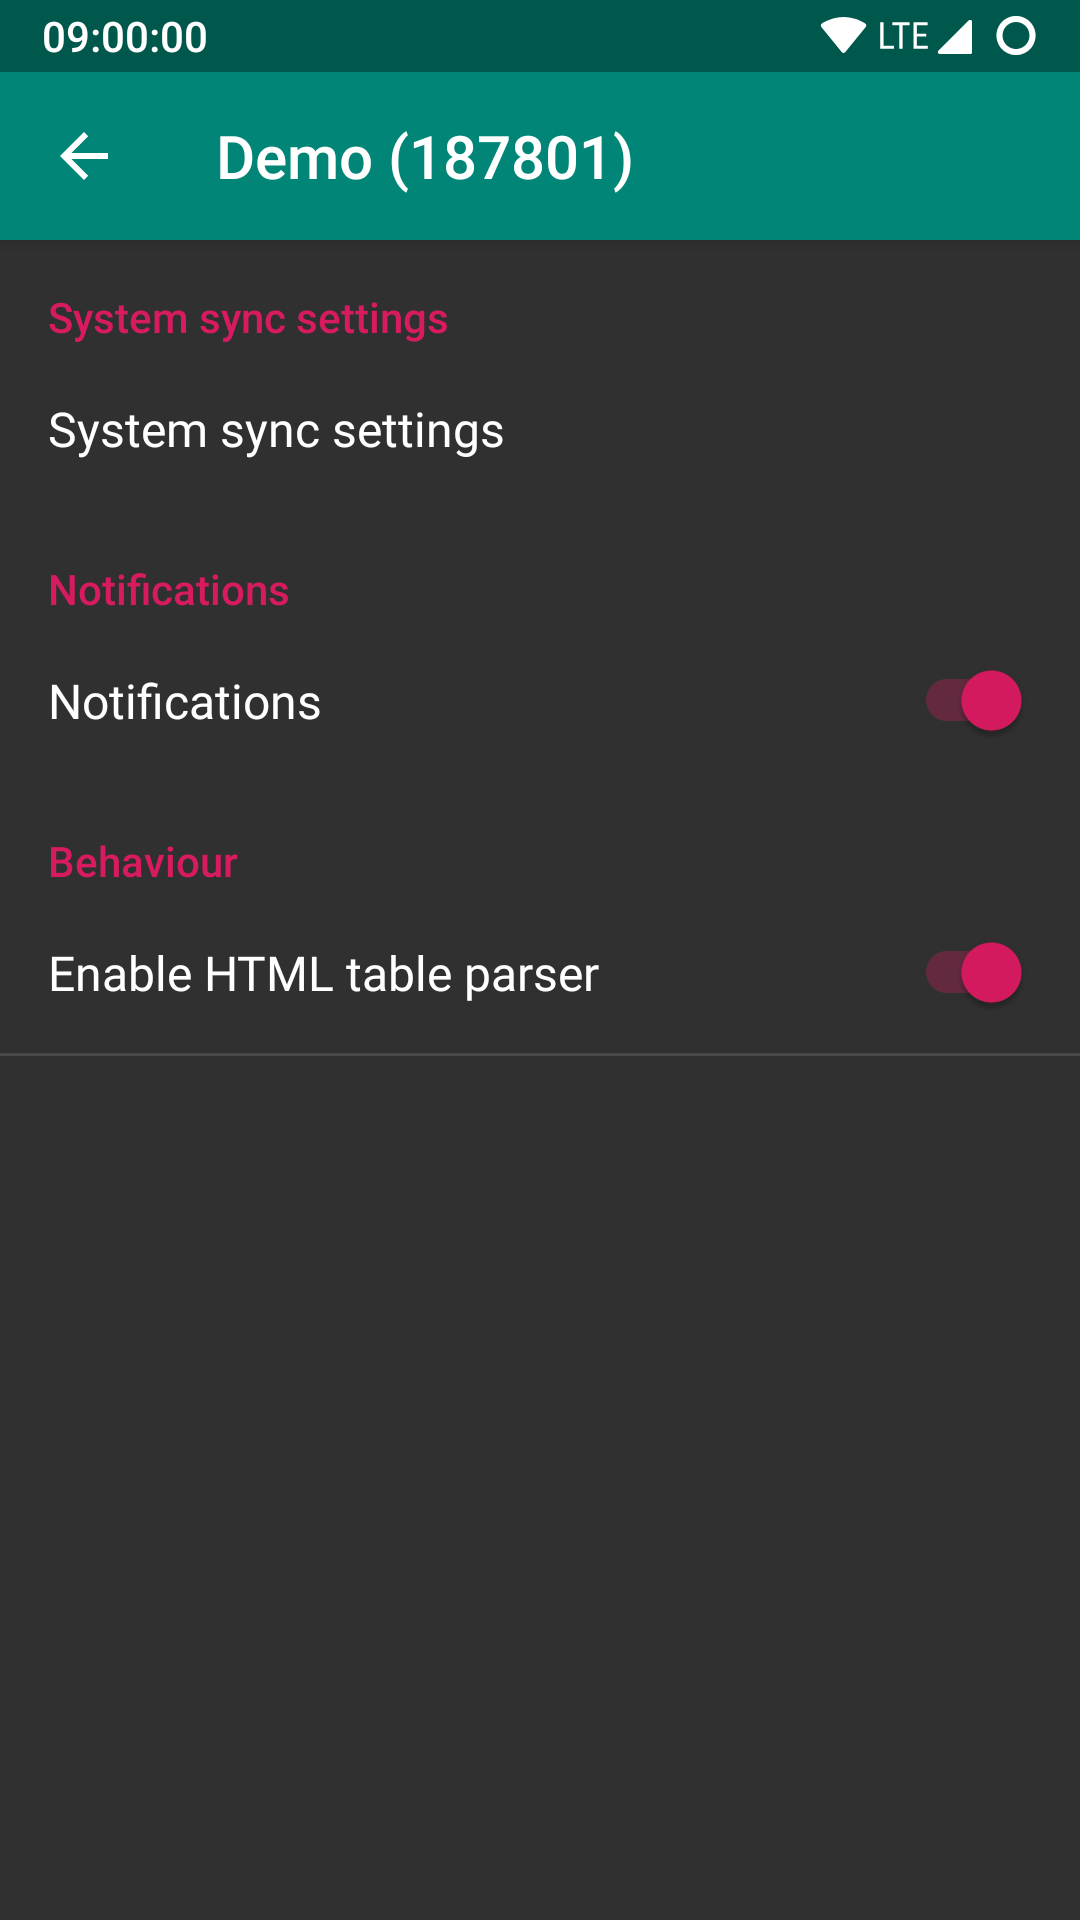 09:00:00 LTE
Demo (187801)
System sync settings
System sync settings
Notifications
Notifications
Behaviour
Enable HTML table parser